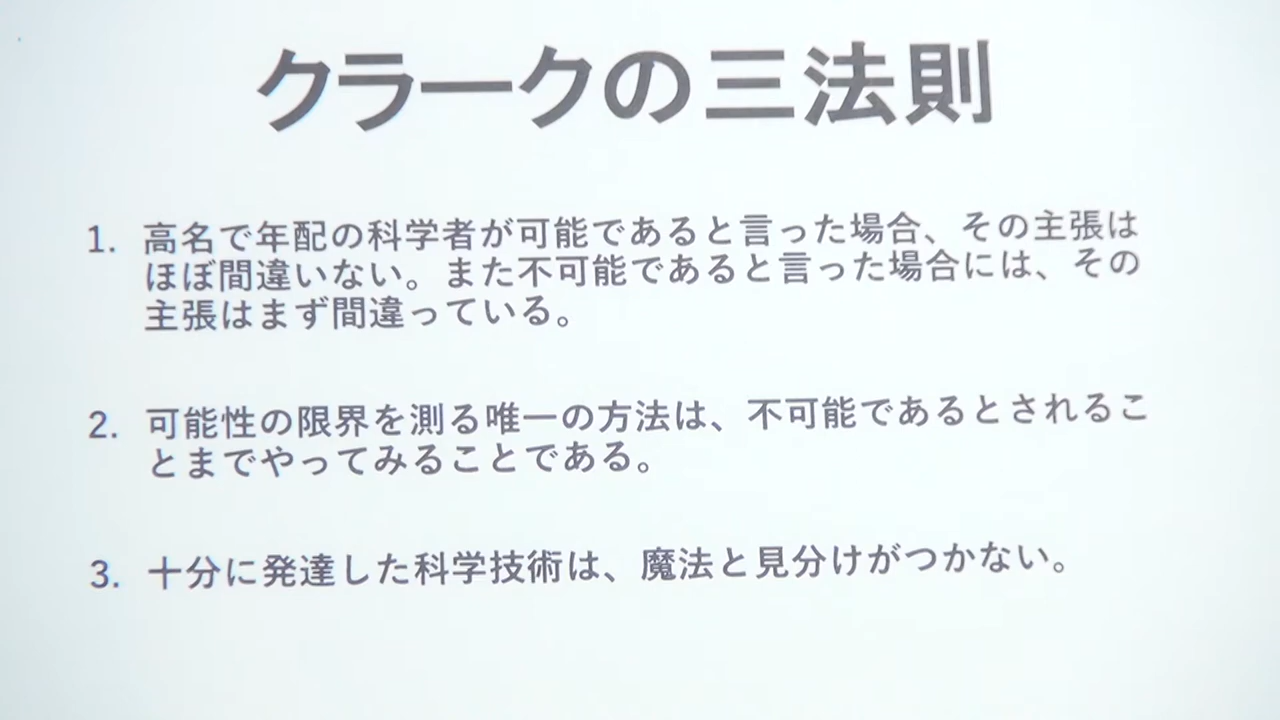 クラークの三法則
1. 高名で年配の科学者が可能であると言った場合、その主張は
ほぼ間違いない。また不可能であると言った場合には、その
主張はまず間違っている。
2. 可能性の限界を測る唯一の方法は、不可能であるとされるこ
とまでやってみることである。
3. 十分に発達した科学技術は、魔法と見分けがつかない。